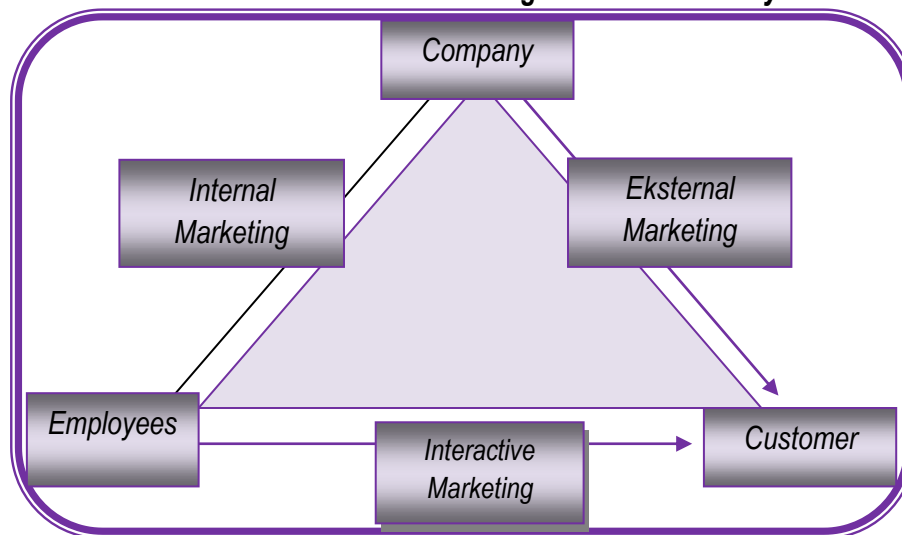 Company
Internal
Marketing
Eksternal
Marketing
Employees
Customer
Interactive
Marketing